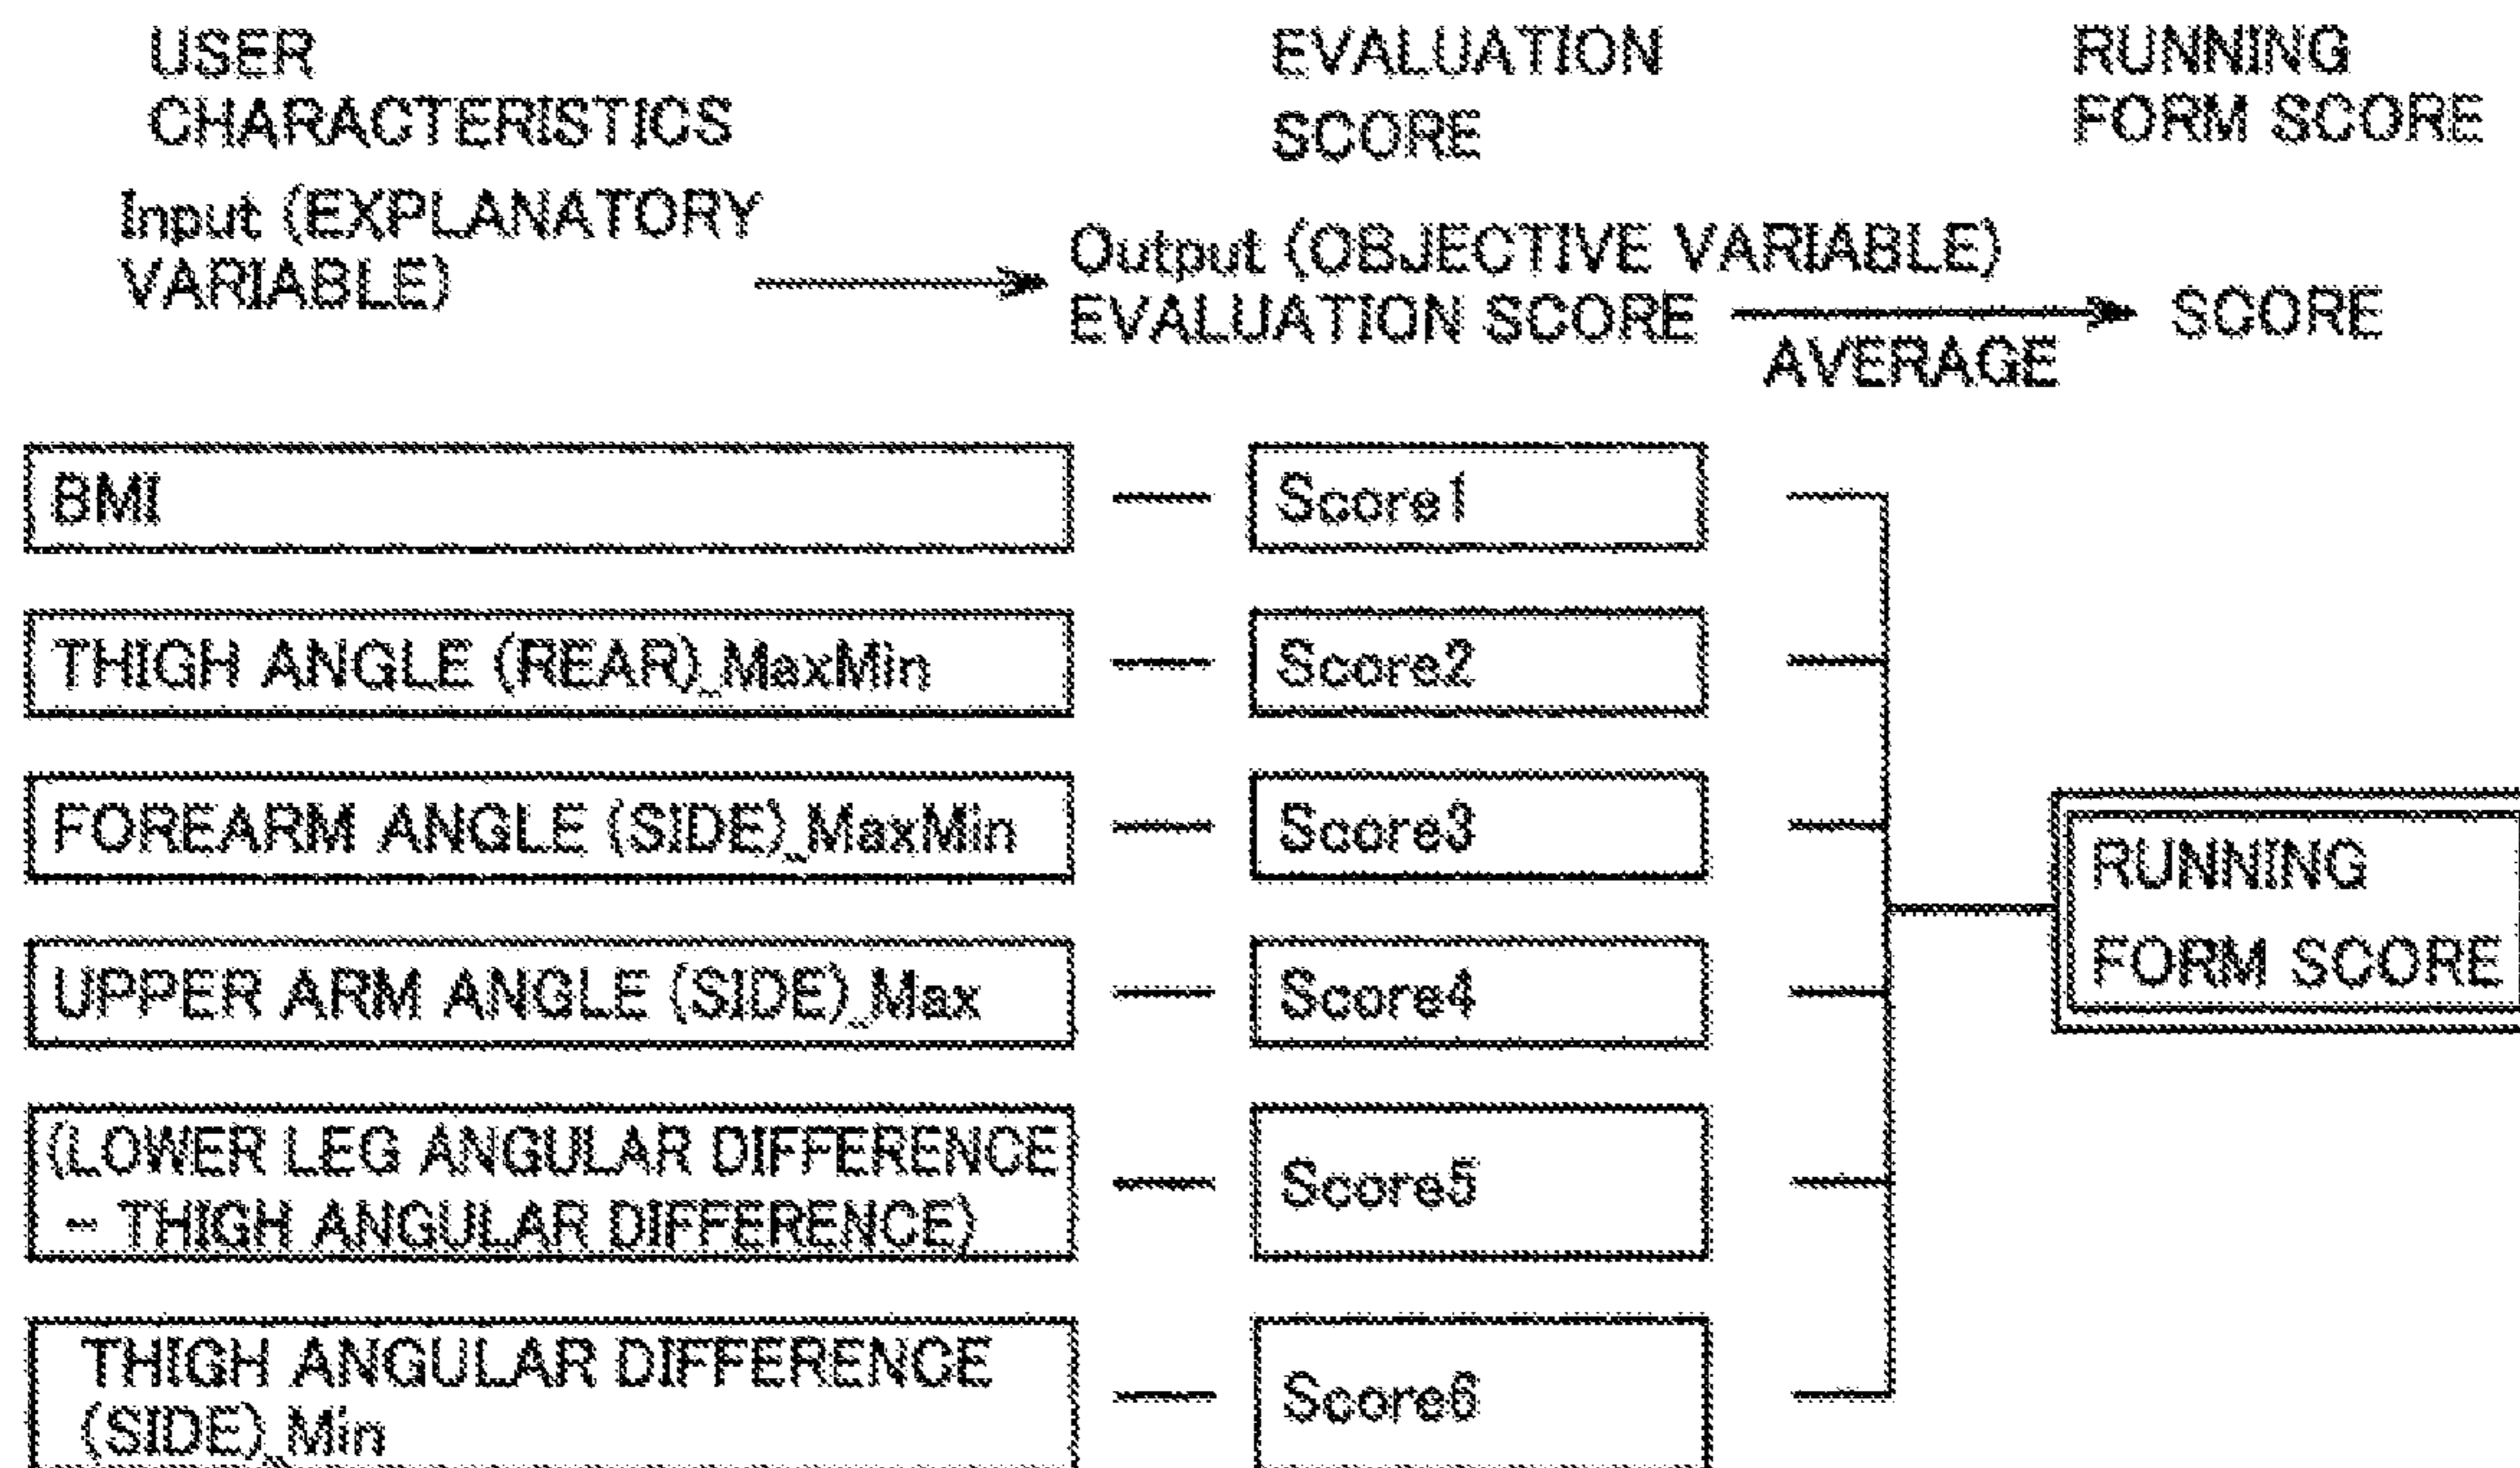 USER
CHARACTERISTICS
EVALUATION
SCORE
RUNNING
FORM SCORE
Input (EXPLANATORY
VARIABLE)
Output (OBJECTIVE VARIABLE)
EVALUATION SCORE
AVERAGE
SCORE
BMI
Score1
THIGH ANGLE (REAR)_MaxMin
Score2
FOREARM ANGLE (SIDE)_MaxMin
Score3
UPPER ARM ANGLE (SIDE)_Max
Score4
(LOWER LEG ANGULAR DIFFERENCE
- THIGH ANGULAR DIFFERENCE)
Score5
THIGH ANGULAR DIFFERENCE
(SIDE)_Min
Score6
RUNNING
FORM SCORE